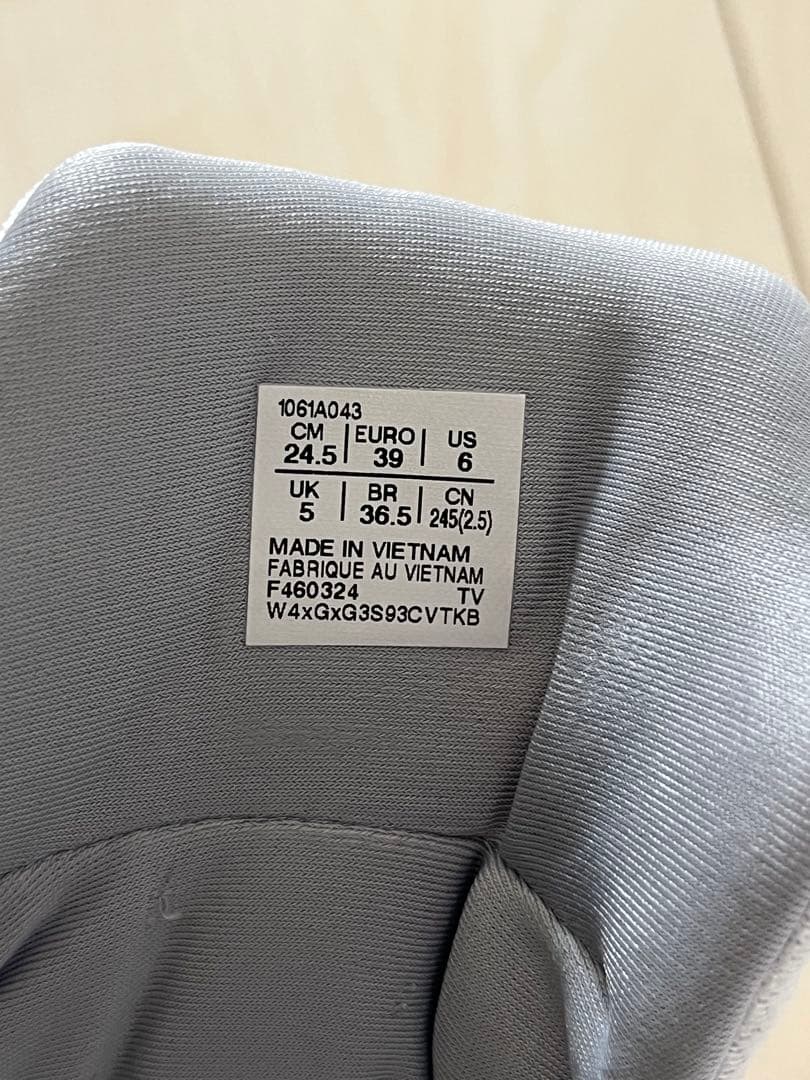 1061A043
CM | EURO | US
24.5 | 39 | 6
UK | BR | CN
5 | 36.5 | 245(2.5)
MADE IN VIETNAM
FABRIQUE AU VIETNAM
F460324 TV
W4xGxG3S93CVTKB